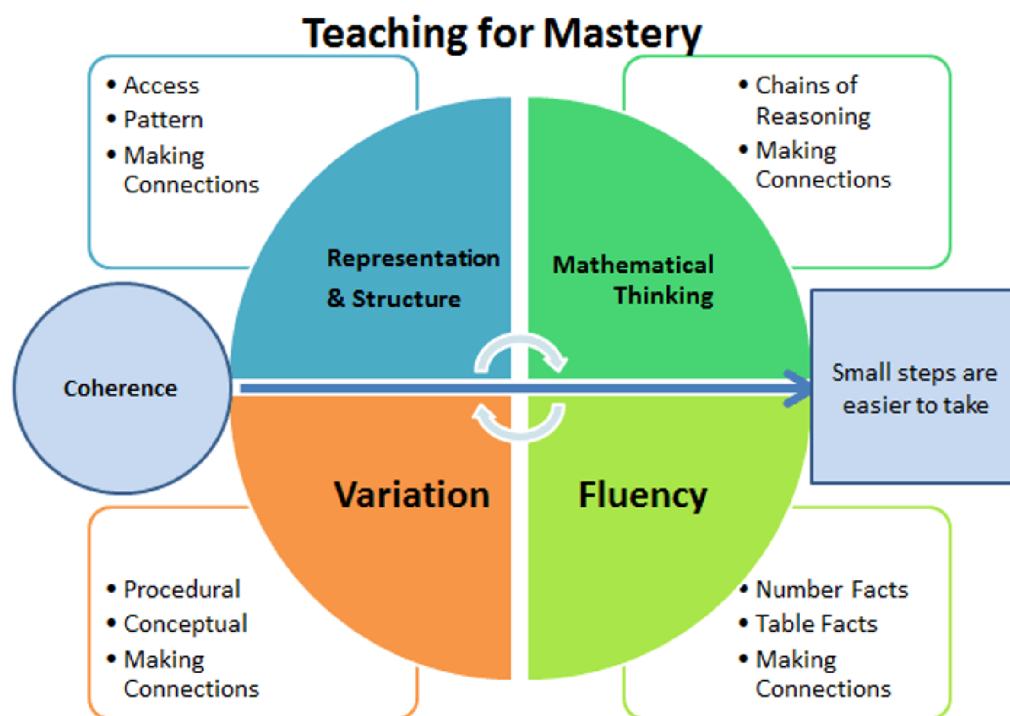 Teaching for Mastery
• Access
• Pattern
• Making
Connections
• Chains of
Reasoning
• Making
Connections
Representation
& Structure
Mathematical
Thinking
Coherence
Small steps are
easier to take
Variation
Fluency
• Procedural
• Conceptual
• Making
Connections
• Number Facts
• Table Facts
• Making
Connections